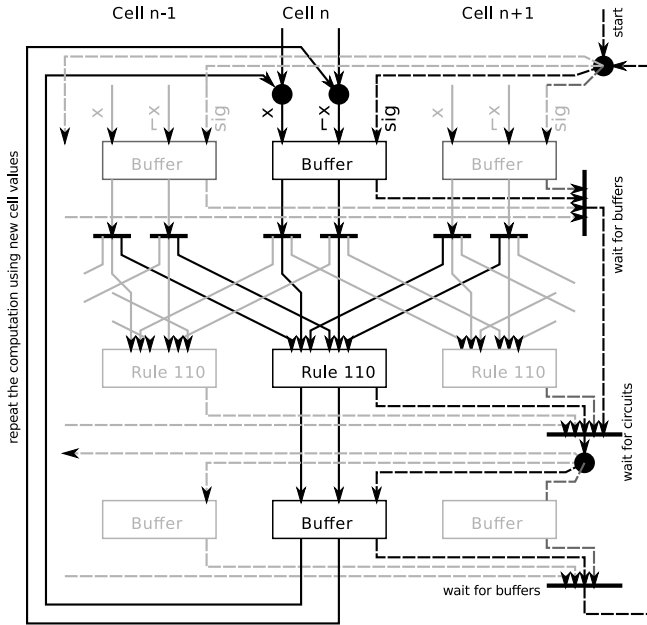 Cell n-1
Cell n
Cell n+1
start
x
¬x
sig
x
¬x
sig
x
¬x
sig
Buffer
Buffer
Buffer
wait for buffers
repeat the computation using new cell values
Rule 110
Rule 110
Rule 110
wait for circuits
Buffer
Buffer
Buffer
wait for buffers